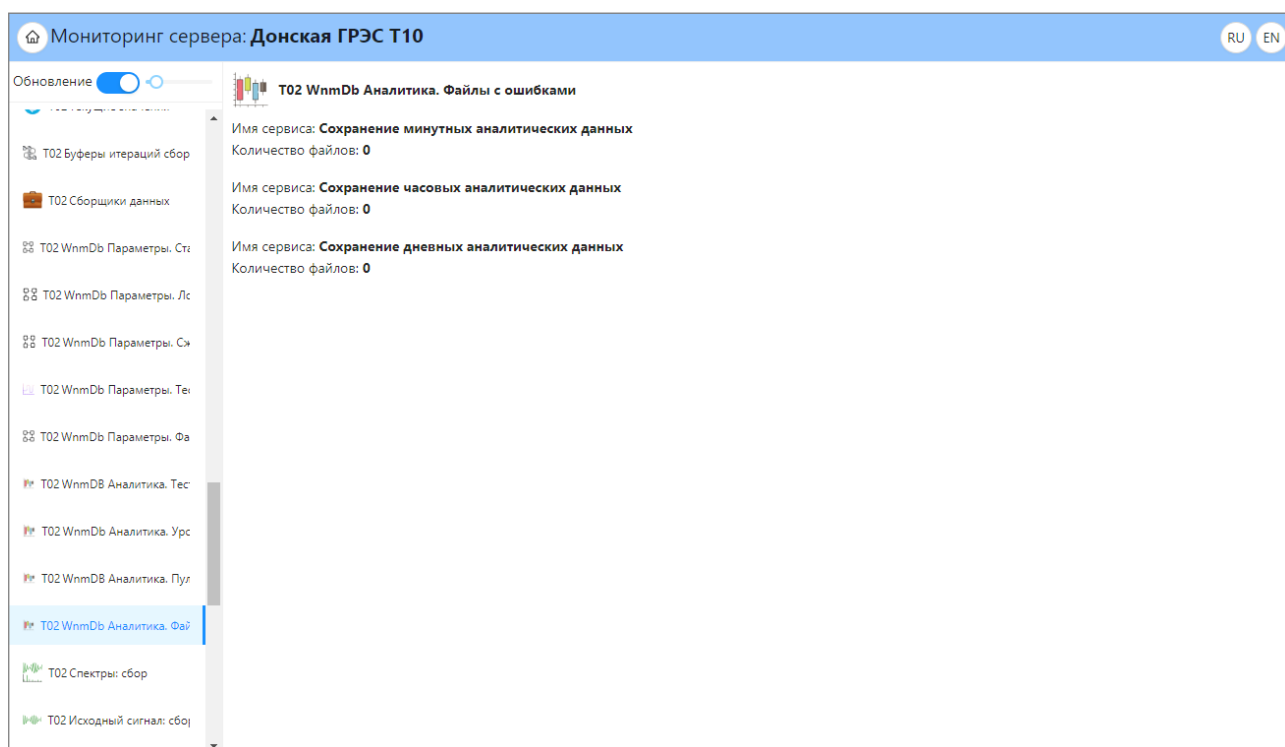 Мониторинг сервера: Донская ГРЭС T10
RU EN
Обновление
T02 WnmDb Аналитика. Файлы с ошибками
Имя сервиса: Сохранение минутных аналитических данных
Количество файлов: 0
Имя сервиса: Сохранение часовых аналитических данных
Количество файлов: 0
Имя сервиса: Сохранение дневных аналитических данных
Количество файлов: 0
T02 Буферы итераций сбор
T02 Сборщики данных
T02 WnmDb Параметры. Ста
T02 WnmDb Параметры. Лс
T02 WnmDb Параметры. Сж
T02 WnmDb Параметры. Тес
T02 WnmDb Параметры. Фа
T02 WnmDB Аналитика. Тес
T02 WnmDb Аналитика. Урс
T02 WnmDB Аналитика. Пул
T02 WnmDb Аналитика. Фай
T02 Спектры: сбор
T02 Исходный сигнал: сбор